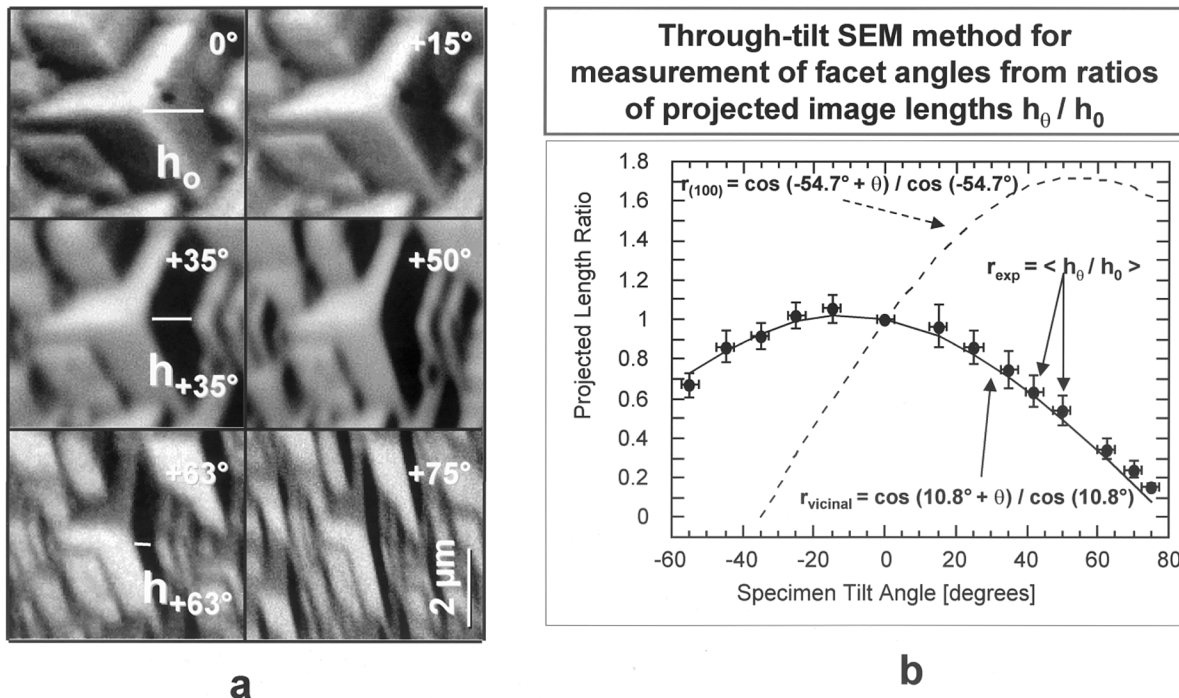 0°
+15°
h₀
+35°
+50°
h+35°
+63°
+75°
h+63°
2 µm
a
Through-tilt SEM method for
measurement of facet angles from ratios
of projected image lengths hθ / h0
1.8
1.6
1.4
1.2
1
0.8
0.6
0.4
0.2
0
Projected Length Ratio
r(100) = cos (-54.7° + θ) / cos (-54.7°)
rexp = < hθ / h0 >
rvicinal = cos (10.8° + θ) / cos (10.8°)
-60 -40 -20 0 20 40 60 80
Specimen Tilt Angle [degrees]
b